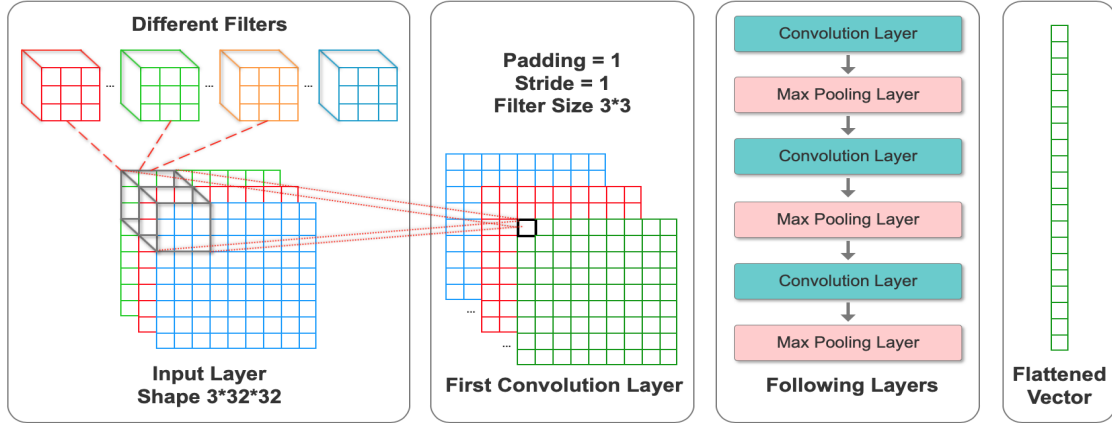 Different Filters
...
...
...
Input Layer
Shape 3*32*32
Padding = 1
Stride = 1
Filter Size 3*3
...
...
First Convolution Layer
Convolution Layer
Max Pooling Layer
Convolution Layer
Max Pooling Layer
Convolution Layer
Max Pooling Layer
Following Layers
Flattened
Vector